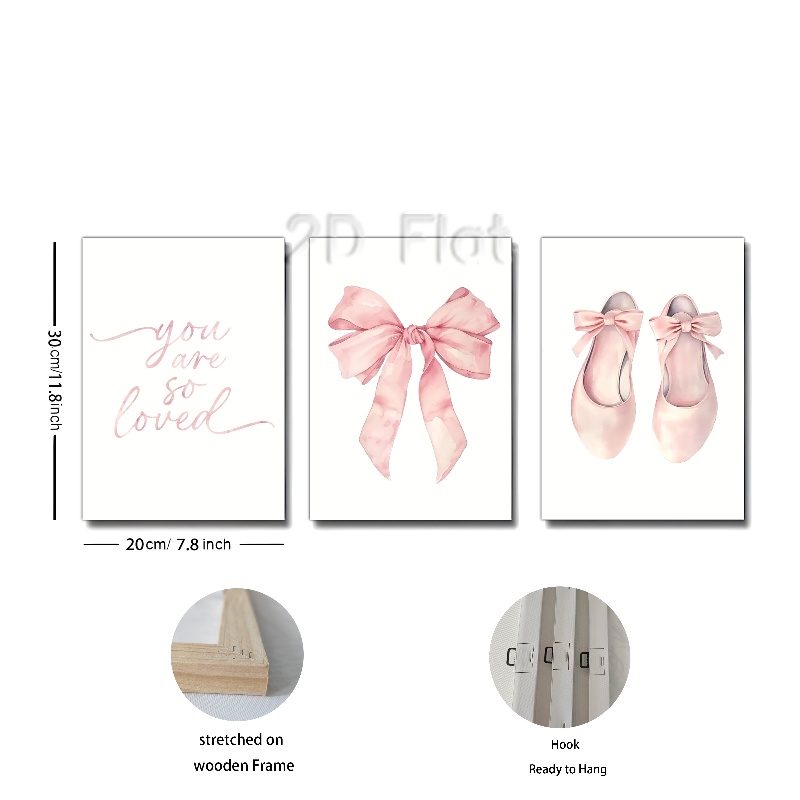 2D Flat
you
are
so
loved
30cm/11.8inch
20cm/ 7.8 inch
stretched on
wooden Frame
Hook
Ready to Hang